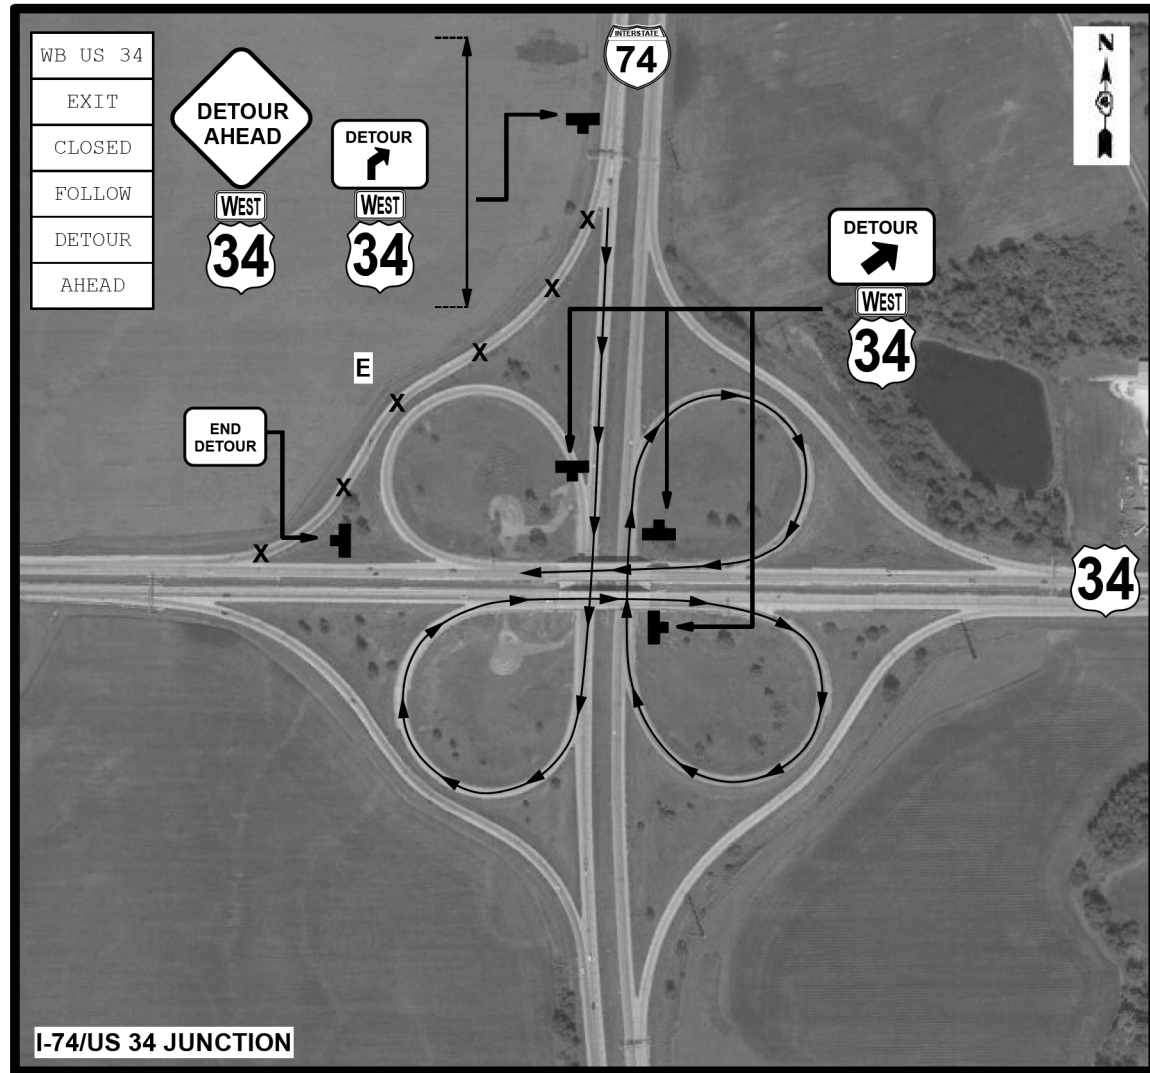 WB US 34
EXIT
CLOSED
FOLLOW
DETOUR
AHEAD
DETOUR
AHEAD
WEST
34
DETOUR
WEST
34
INTERSTATE
74
N
DETOUR
WEST
34
X
X
X
X
X
X
E
END
DETOUR
34
I-74/US 34 JUNCTION